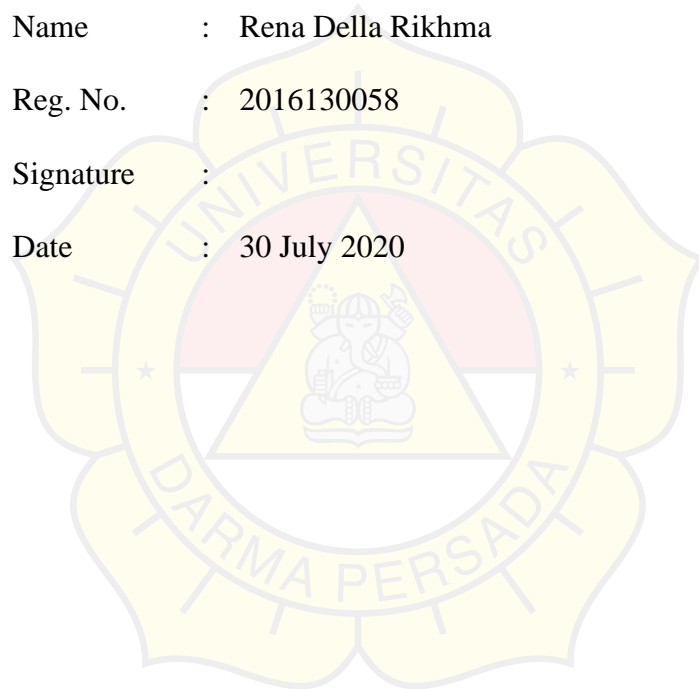 Name : Rena Della Rikhma
Reg. No. : 2016130058
Signature :
Date : 30 July 2020
UNIVERSITAS
DARMA PERSADA